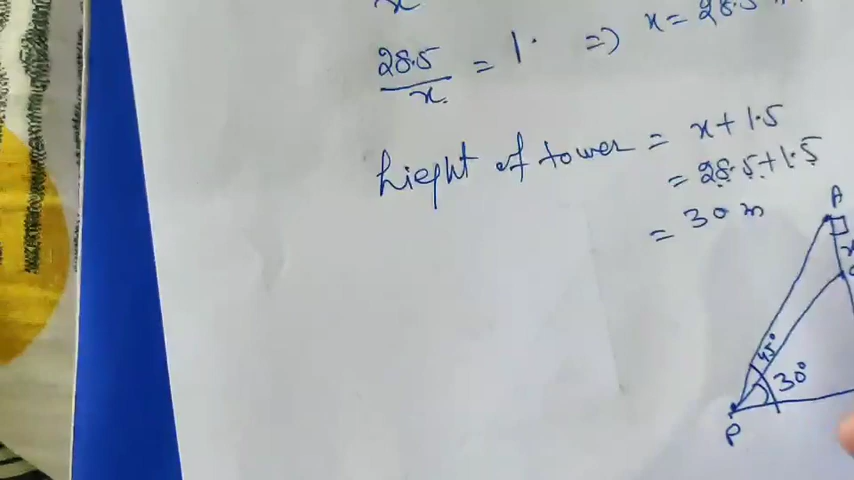 x
28.5/x = 1. => x = 28.5
hieght of tower = x + 1.5
= 28.5 + 1.5
= 30 m
A
x
45°
30°
P